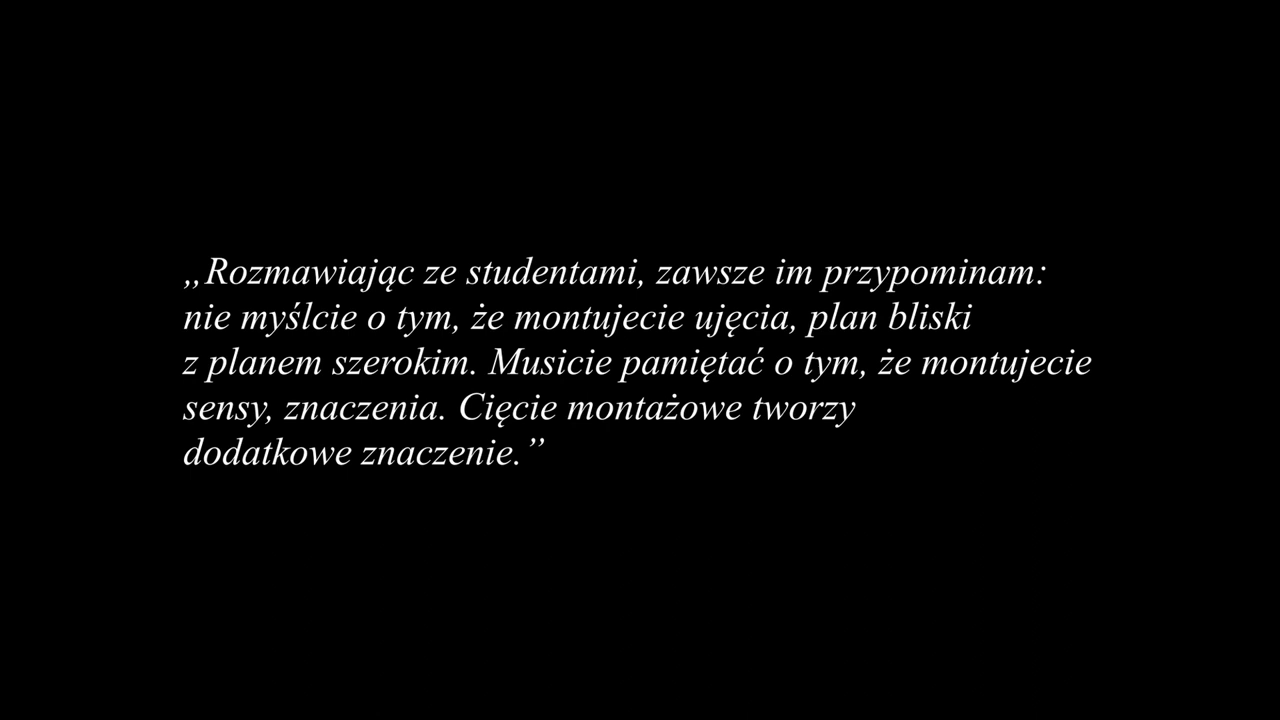 „Rozmawiając ze studentami, zawsze im przypominam:
nie myślcie o tym, że montujecie ujęcia, plan bliski
z planem szerokim. Musicie pamiętać o tym, że montujecie
sensy, znaczenia. Cięcie montażowe tworzy
dodatkowe znaczenie.”